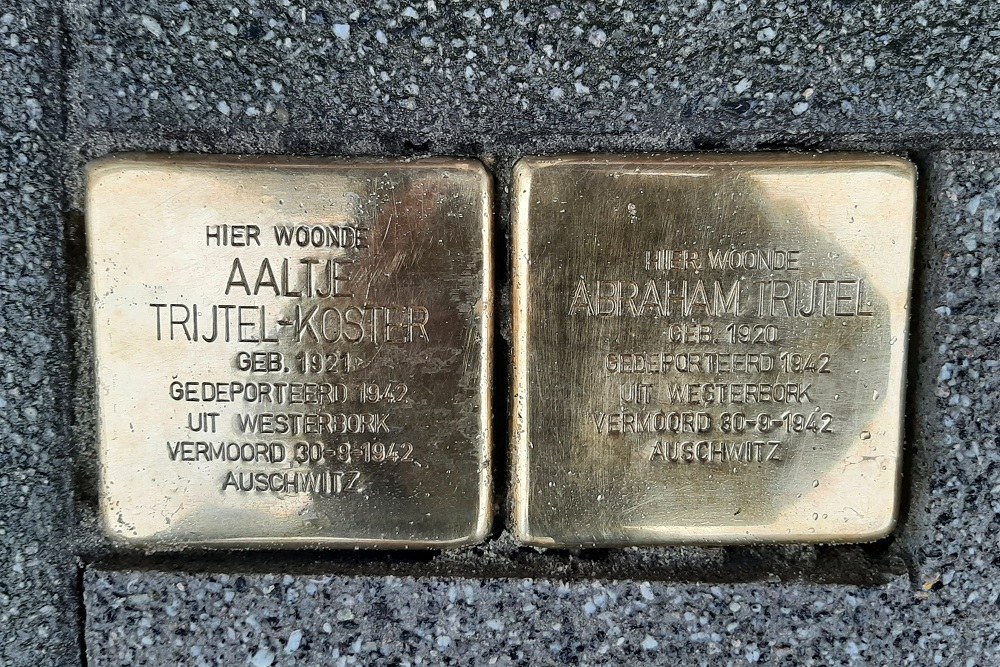 HIER WOONDE
AALTJE
TRIJTEL-KOSTER
GEB. 1921
GEDEPORTEERD 1942
UIT WESTERBORK
VERMOORD 30-9-1942
AUSCHWITZ
HIER WOONDE
ABRAHAM TRIJTEL
GEB. 1920
GEDEPORTEERD 1942
UIT WESTERBORK
VERMOORD 30-9-1942
AUSCHWITZ